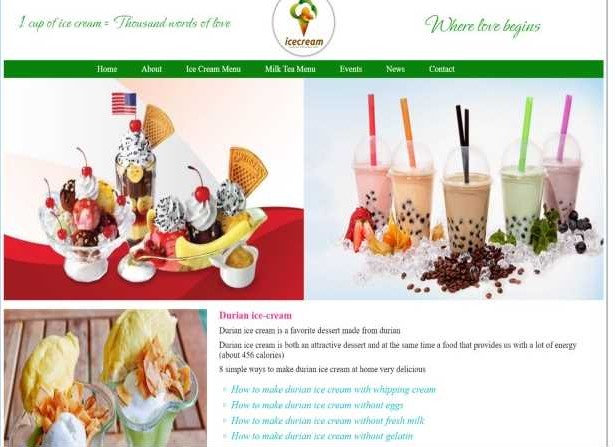 1 cup of ice cream = Thousand words of love
icecream
Where love begins
Home About Ice Cream Menu Milk Tea Menu Events News Contact
Durian ice-cream
Durian ice cream is a favorite dessert made from durian
Durian ice cream is both an attractive dessert and at the same time a food that provides us with a lot of energy
(about 456 calories)
8 simple ways to make durian ice cream at home very delicious
How to make durian ice cream with whipping cream
How to make durian ice cream without eggs
How to make durian ice cream without fresh milk
How to make durian ice cream without gelatin